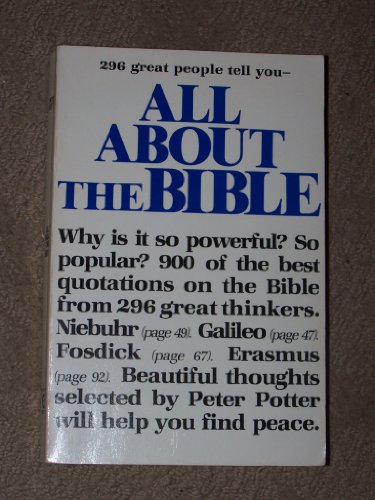 296 great people tell you–
ALL
ABOUT
THE BIBLE
Why is it so powerful? So
popular? 900 of the best
quotations on the Bible
from 296 great thinkers.
Niebuhr (page 49). Galileo (page 47).
Fosdick (page 67). Erasmus
(page 92). Beautiful thoughts
selected by Peter Potter
will help you find peace.